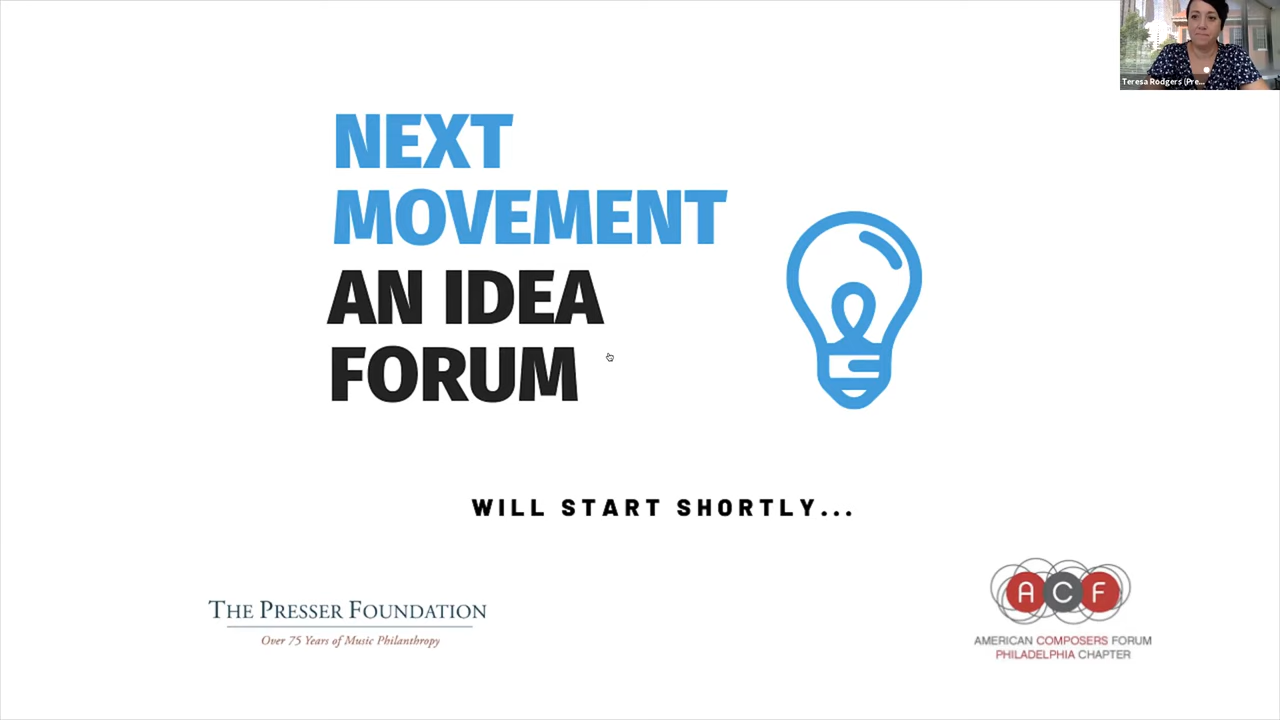 NEXT
MOVEMENT
AN IDEA
FORUM
WILL START SHORTLY...
THE PRESSER FOUNDATION
Over 75 Years of Music Philanthropy
ACF
AMERICAN COMPOSERS FORUM
PHILADELPHIA CHAPTER
Teresa Rodgers (Pre...